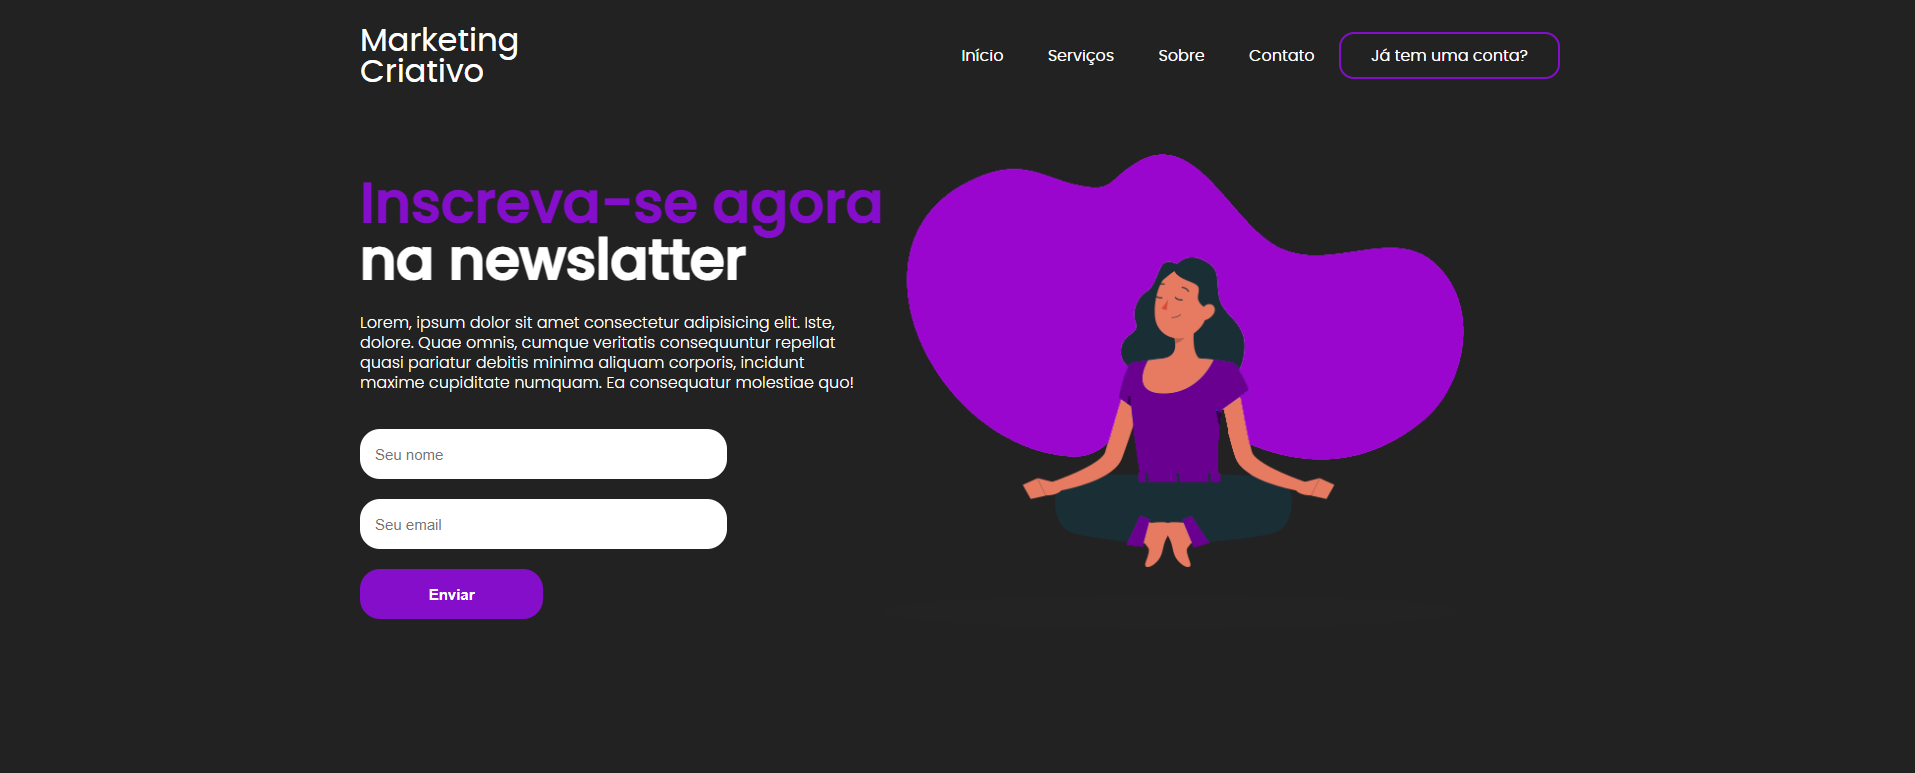 Marketing
Criativo
Início
Serviços
Sobre
Contato
Já tem uma conta?
Inscreva-se agora
na newslatter
Lorem, ipsum dolor sit amet consectetur adipisicing elit. Iste,
dolore. Quae omnis, cumque veritatis consequuntur repellat
quasi pariatur debitis minima aliquam corporis, incidunt
maxime cupiditate numquam. Ea consequatur molestiae quo!
Seu nome
Seu email
Enviar